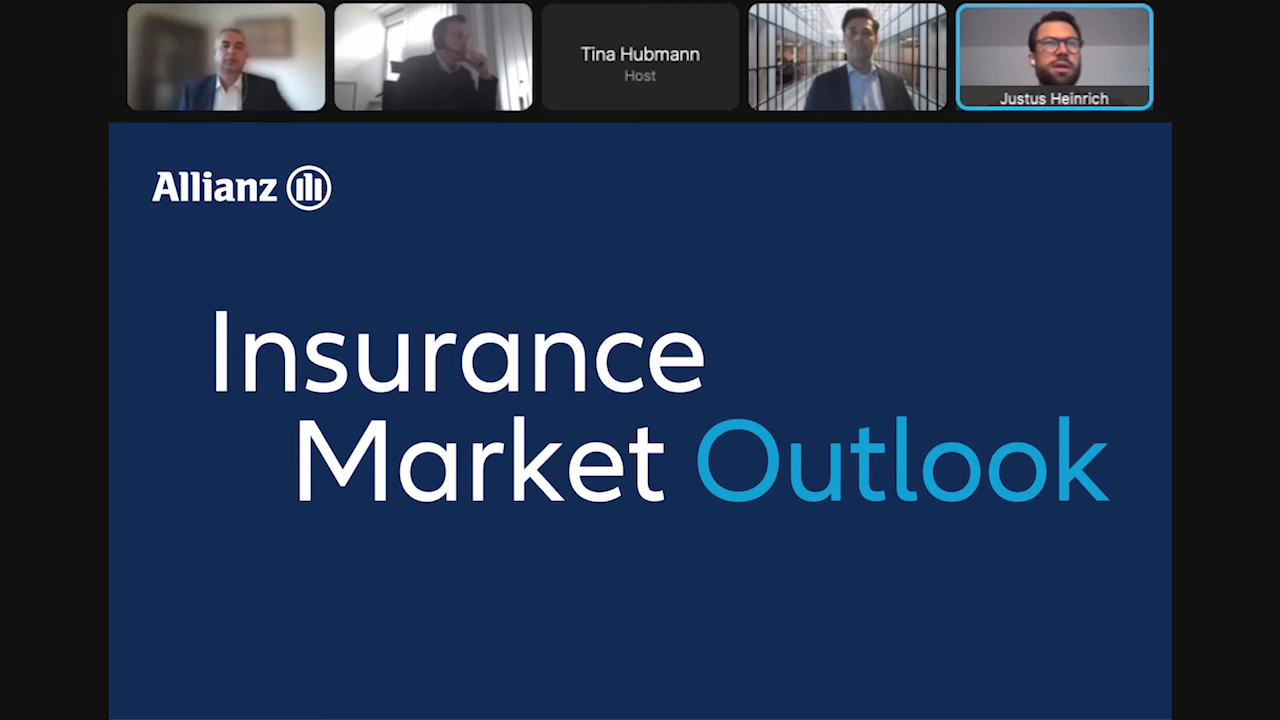 Tina Hubmann
Host
Justus Heinrich
Allianz
Insurance
Market Outlook